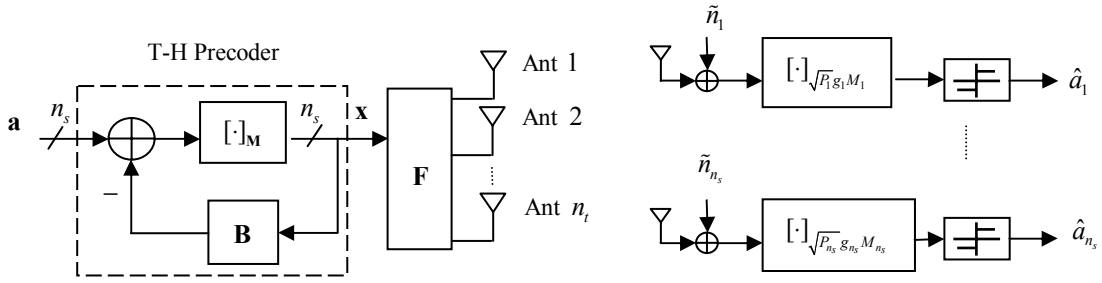 T-H Precoder
a
n_s
[·]_M
n_s
x
−
B
F
Ant 1
Ant 2
Ant n_t
ñ_1
[·]_{√P_1 g_1 M_1}
â_1
ñ_{n_s}
[·]_{√P_{n_s} g_{n_s} M_{n_s}}
â_{n_s}